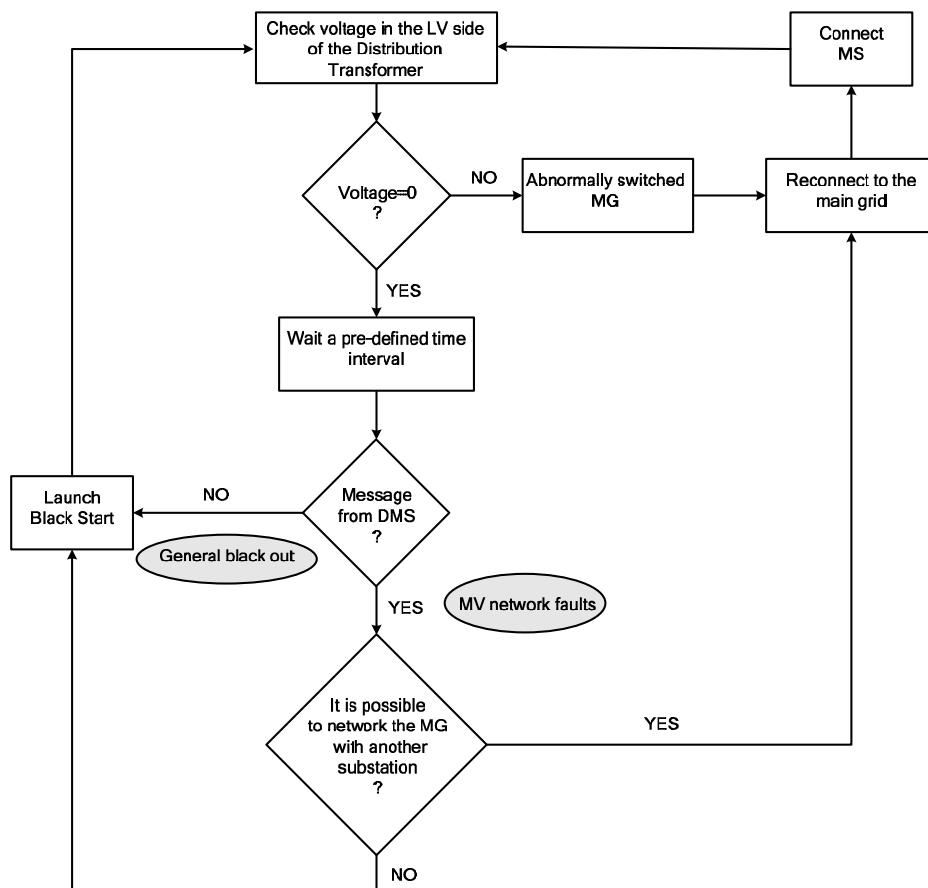 Check voltage in the LV side
of the Distribution
Transformer
Connect
MS
Voltage=0
?
NO
Abnormally switched
MG
Reconnect to the
main grid
YES
Wait a pre-defined time
interval
Launch
Black Start
NO
Message
from DMS
?
General black out
YES
MV network faults
It is possible
to network the MG
with another
substation
?
YES
NO